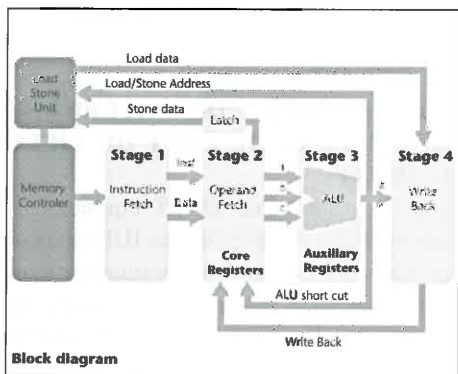 Load data
Load
Stone
Unit
Load/Stone Address
Stone data
Latch
Stage 1
Stage 2
Stage 3
Stage 4
Memory
Controler
Instruction
Fetch
Inst
Data
Operand
Fetch
ALU
Write
Back
Core
Registers
Auxiliary
Registers
ALU short cut
Write Back
Block diagram